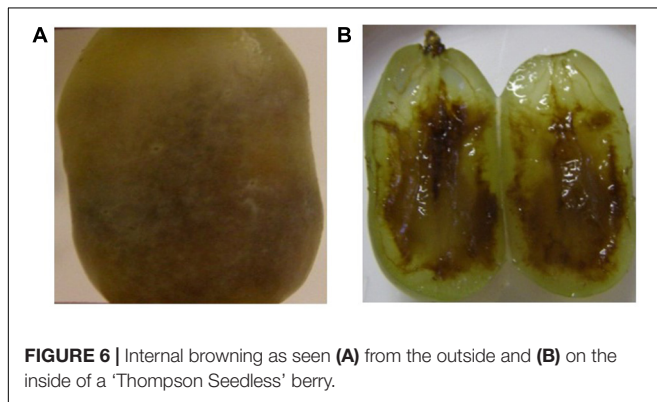 A
B
FIGURE 6 | Internal browning as seen (A) from the outside and (B) on the
inside of a ‘Thompson Seedless’ berry.